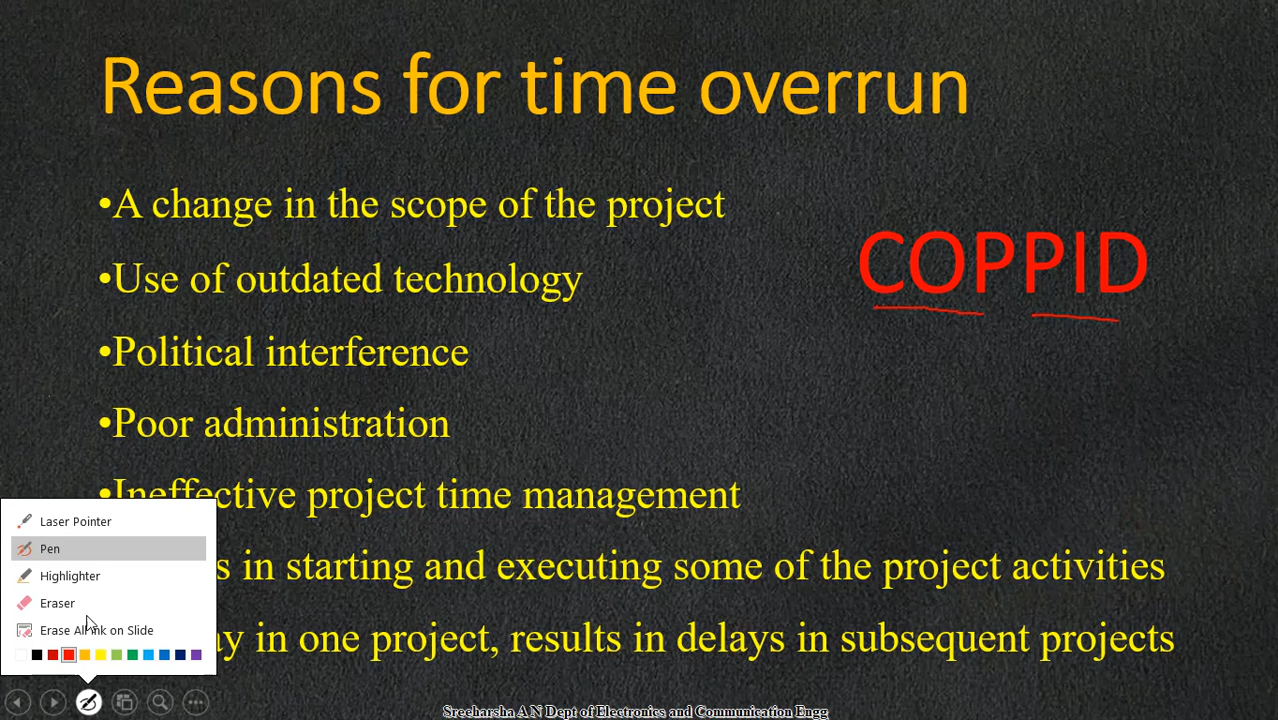 Reasons for time overrun
•A change in the scope of the project
COPPID
•Use of outdated technology
•Political interference
•Poor administration
•Ineffective project time management
Laser Pointer
Pen
s in starting and executing some of the project activities
Highlighter
Eraser
Erase All Ink on Slide
ay in one project, results in delays in subsequent projects
Sreeharsha A N Dept of Electronics and Communication Engg